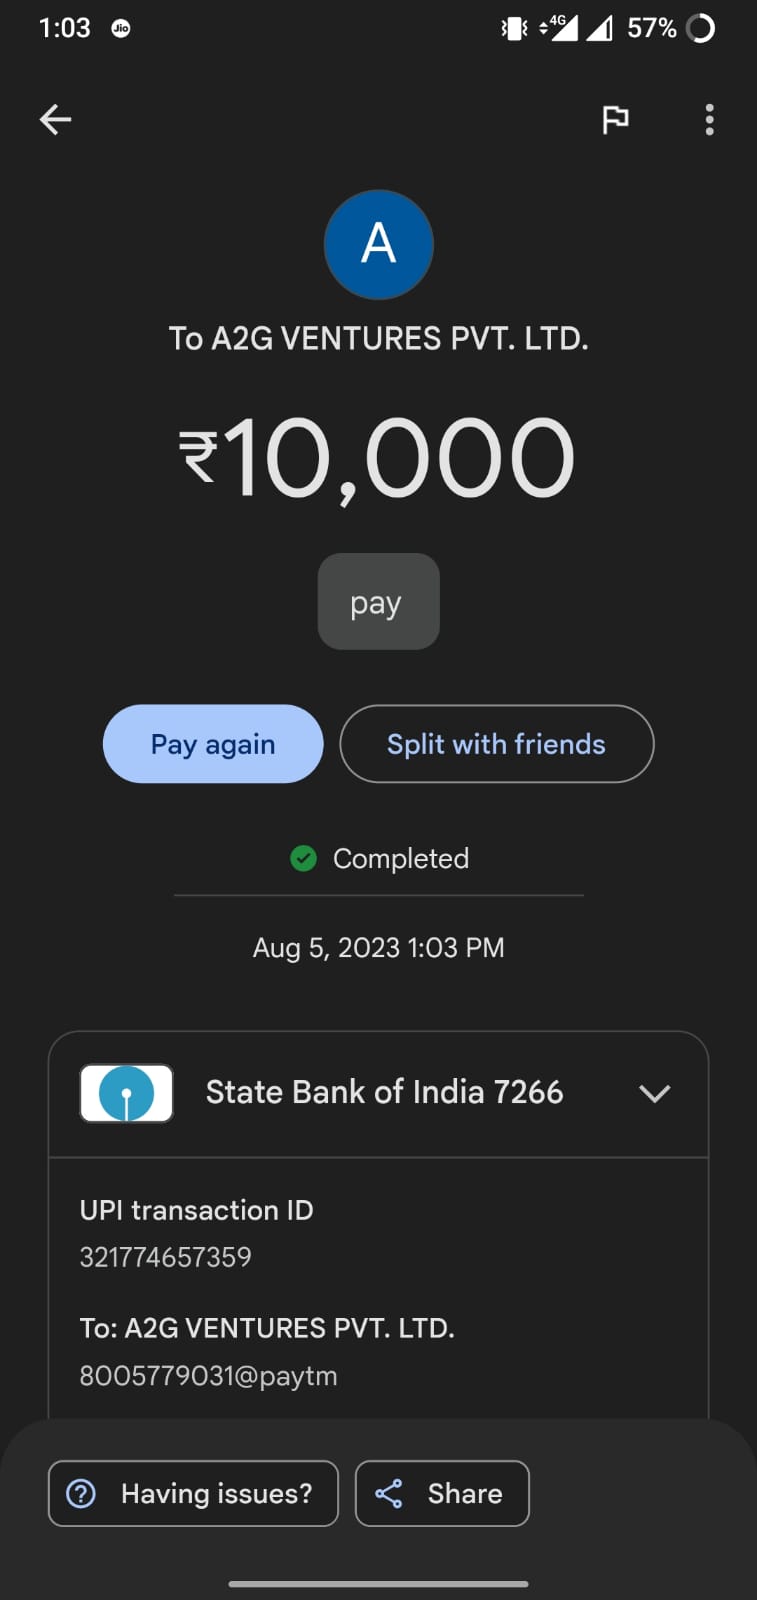 1:03 Jio 4G 57%
A
To A2G VENTURES PVT. LTD.
₹10,000
pay
Pay again Split with friends
Completed
Aug 5, 2023 1:03 PM
State Bank of India 7266
UPI transaction ID
321774657359
To: A2G VENTURES PVT. LTD.
8005779031@paytm
? Having issues? Share